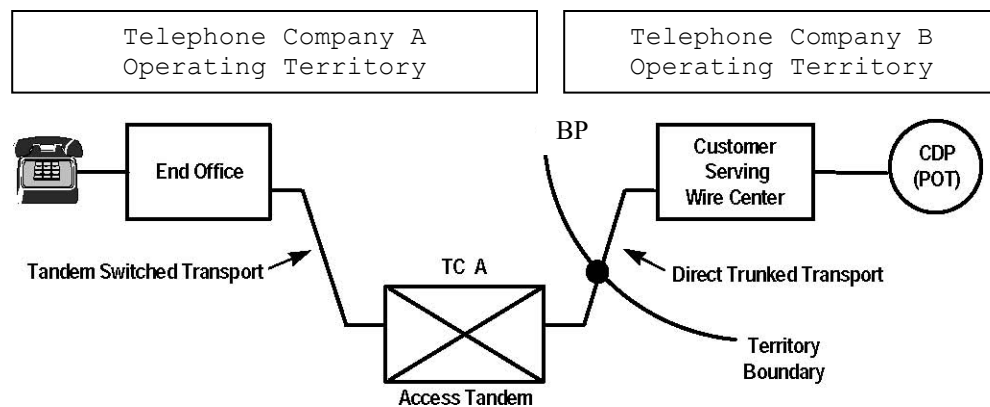 Telephone Company A
Operating Territory
Telephone Company B
Operating Territory
BP
End Office
Customer
Serving
Wire Center
CDP
(POT)
Tandem Switched Transport
TC A
Direct Trunked Transport
Access Tandem
Territory
Boundary